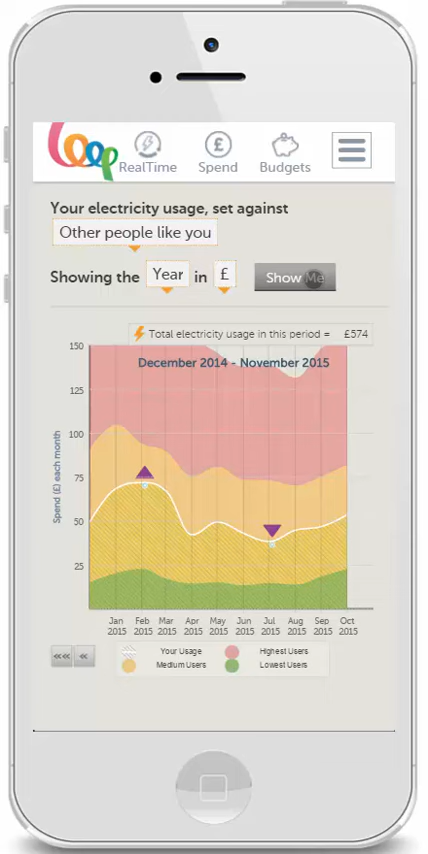 Loop
RealTime Spend Budgets
Your electricity usage, set against
Other people like you
Showing the Year in £ Show Me
Total electricity usage in this period = £574
December 2014 - November 2015
Spend (£) each month
150
125
100
75
50
25
Jan 2015 Feb 2015 Mar 2015 Apr 2015 May 2015 Jun 2015 Jul 2015 Aug 2015 Sep 2015 Oct 2015
<< <
Your Usage Highest Users
Medium Users Lowest Users